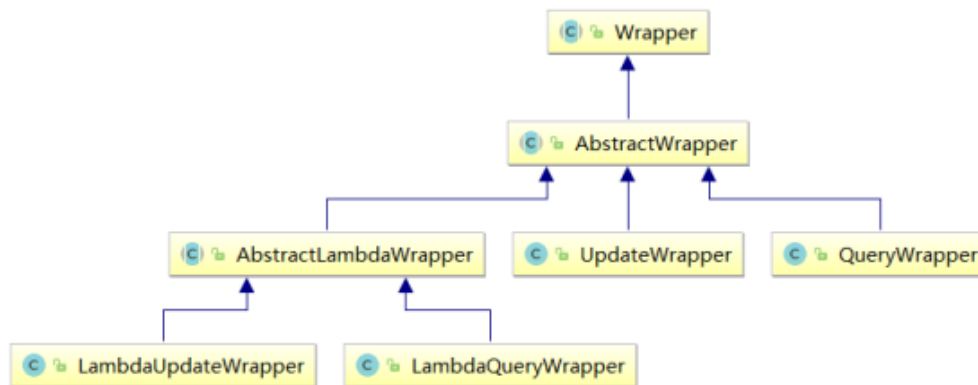 C Wrapper
C AbstractWrapper
C AbstractLambdaWrapper C UpdateWrapper C QueryWrapper
C LambdaUpdateWrapper C LambdaQueryWrapper